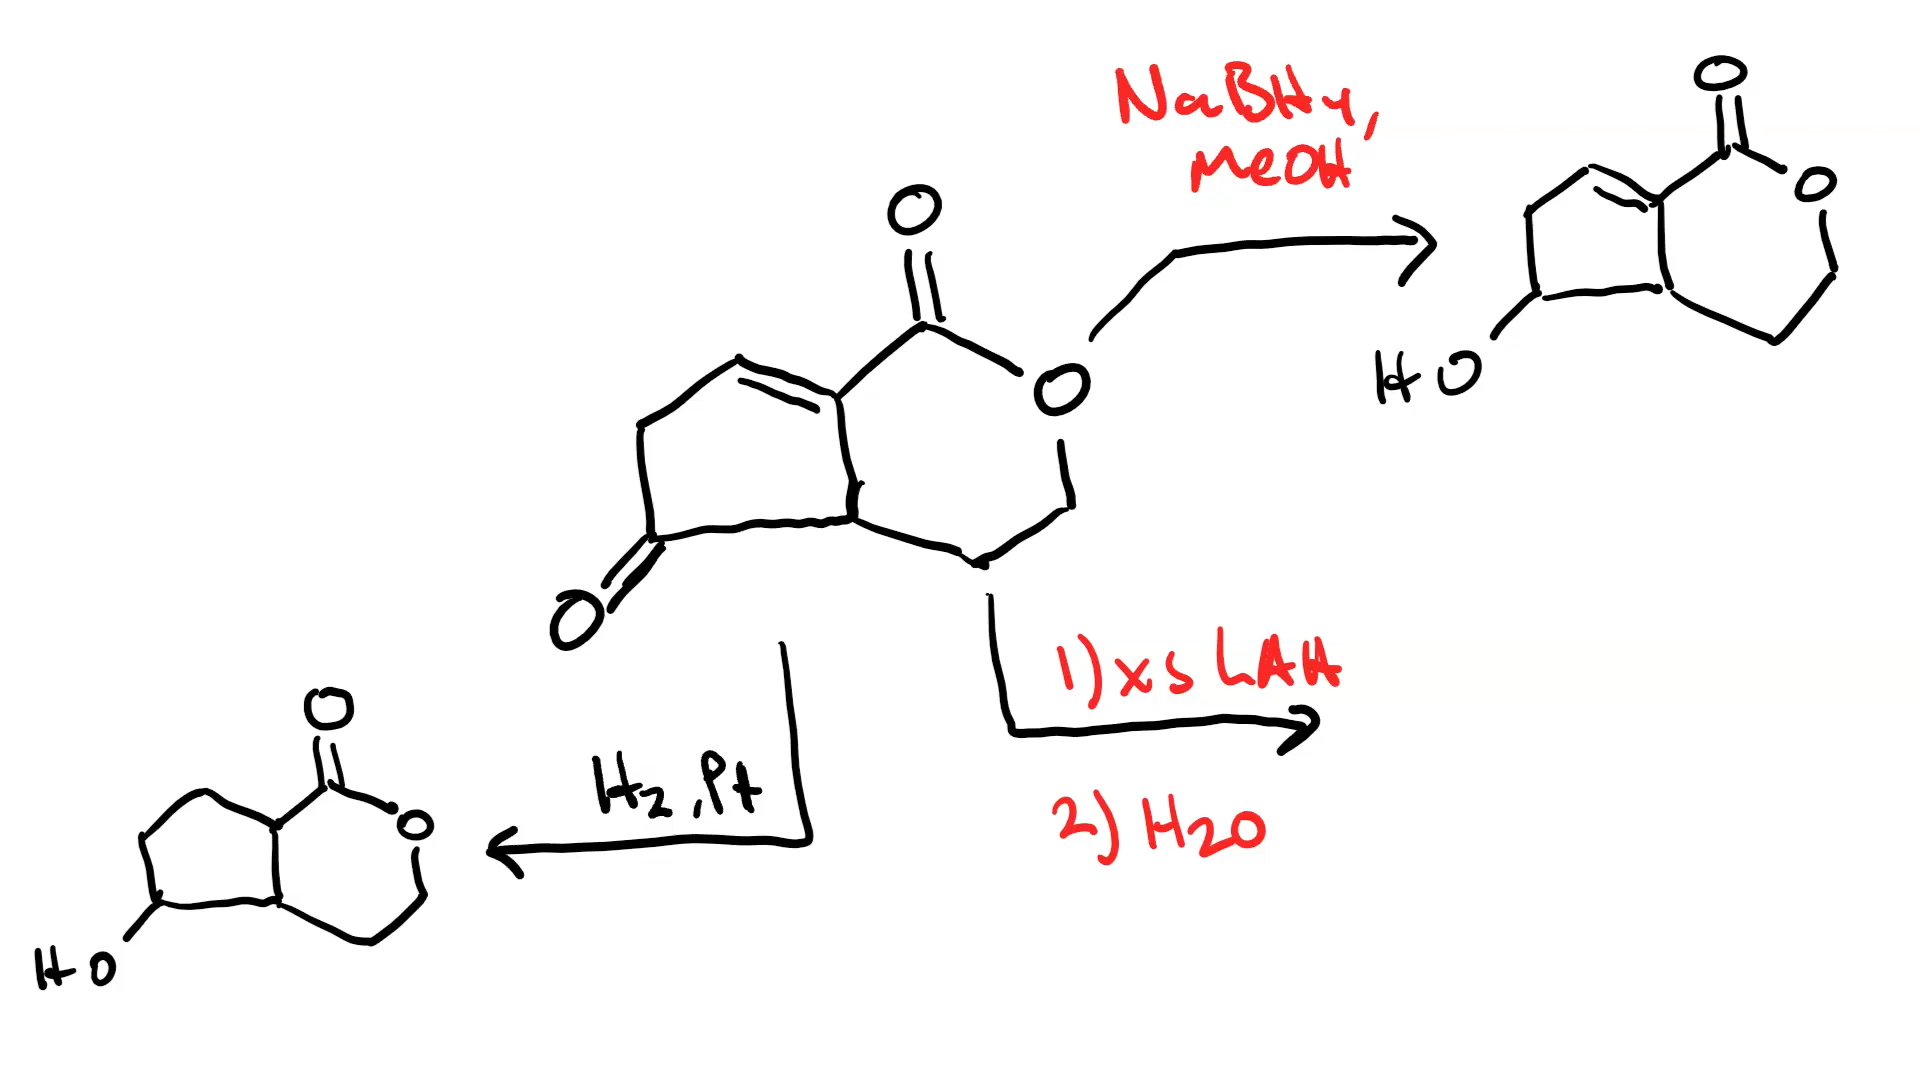 O
NaBH4,
MeOH
O
O
O
HO
O
1) xs LAH
O
H2, Pt
O
2) H2O
HO